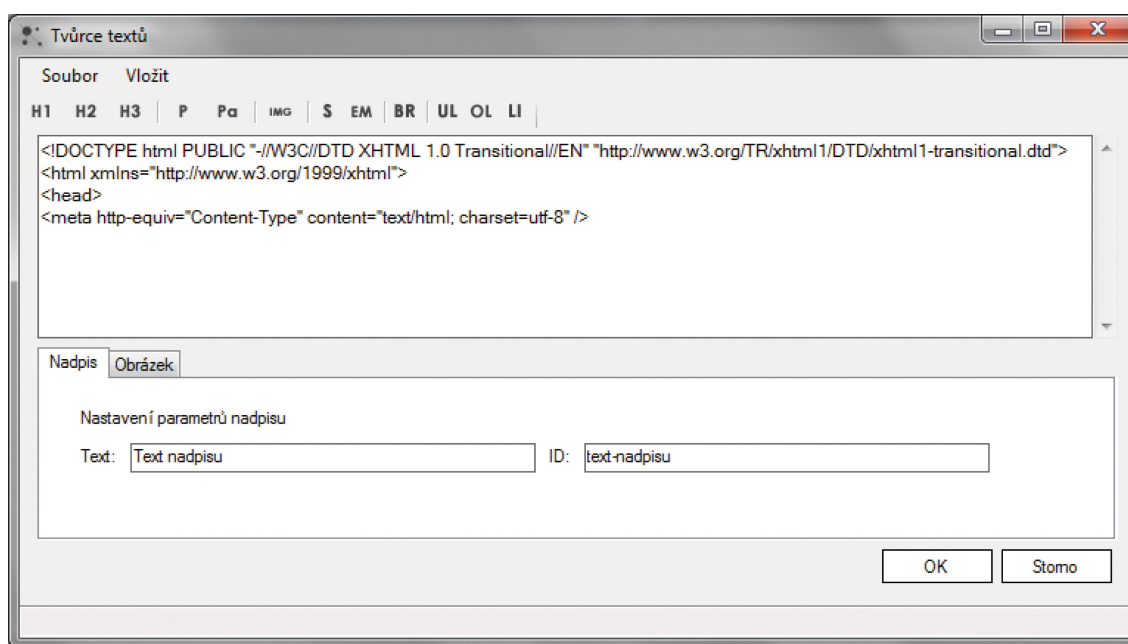 Tvůrce textů
Soubor Vložit
H1 H2 H3 P Pa IMG S EM BR UL OL LI
<!DOCTYPE html PUBLIC "-//W3C//DTD XHTML 1.0 Transitional//EN" "http://www.w3.org/TR/xhtml1/DTD/xhtml1-transitional.dtd">
<html xmlns="http://www.w3.org/1999/xhtml">
<head>
<meta http-equiv="Content-Type" content="text/html; charset=utf-8" />
Nadpis Obrázek
Nastavení parametrů nadpisu
Text: Text nadpisu ID: text-nadpisu
OK Storno